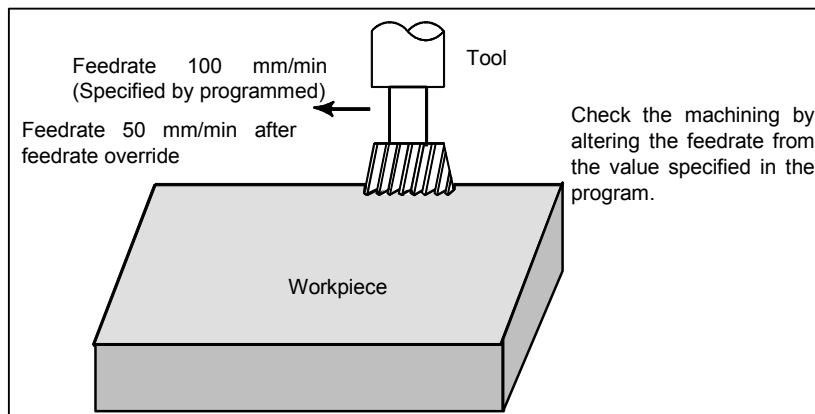 Feedrate 100 mm/min
(Specified by programmed)
Feedrate 50 mm/min after
feedrate override
Tool
Check the machining by
altering the feedrate from
the value specified in the
program.
Workpiece